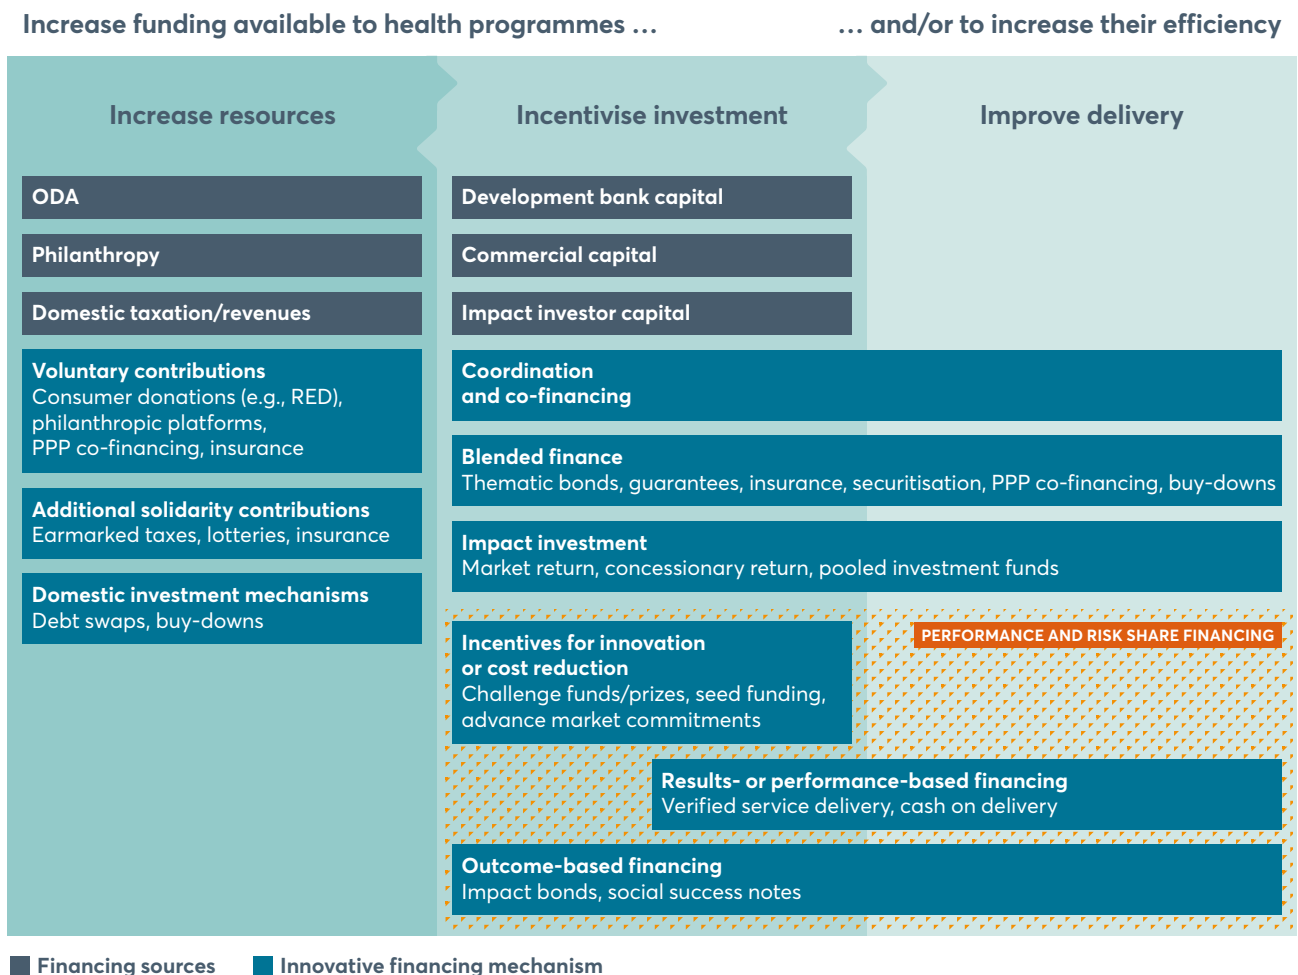 Increase funding available to health programmes …
… and/or to increase their efficiency
Increase resources
Incentivise investment
Improve delivery
ODA
Philanthropy
Domestic taxation/revenues
Voluntary contributions
Consumer donations (e.g., RED),
philanthropic platforms,
PPP co-financing, insurance
Additional solidarity contributions
Earmarked taxes, lotteries, insurance
Domestic investment mechanisms
Debt swaps, buy-downs
Development bank capital
Commercial capital
Impact investor capital
Coordination
and co-financing
Blended finance
Thematic bonds, guarantees, insurance, securitisation, PPP co-financing, buy-downs
Impact investment
Market return, concessionary return, pooled investment funds
Incentives for innovation
or cost reduction
Challenge funds/prizes, seed funding,
advance market commitments
PERFORMANCE AND RISK SHARE FINANCING
Results- or performance-based financing
Verified service delivery, cash on delivery
Outcome-based financing
Impact bonds, social success notes
Financing sources
Innovative financing mechanism